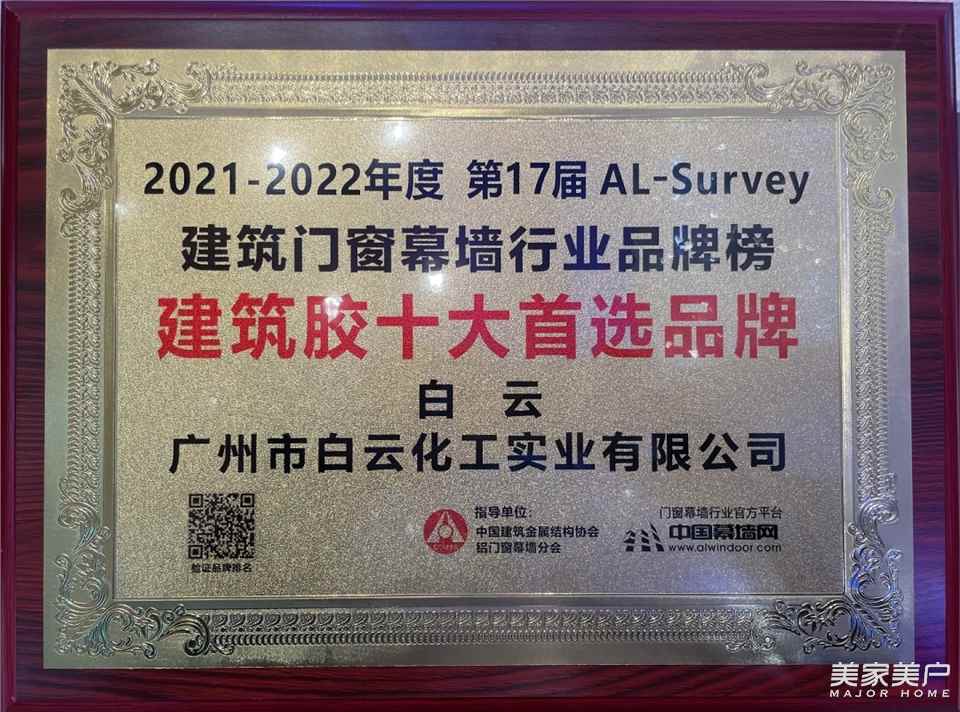 2021-2022年度 第17届 AL-Survey
建筑门窗幕墙行业品牌榜
建筑胶十大首选品牌
白 云
广州市白云化工实业有限公司
验证品牌排名
指导单位：
中国建筑金属结构协会
铝门窗幕墙分会
门窗幕墙行业官方平台
中国幕墙网
www.alwindoor.com
美家美户
MAJOR HOME